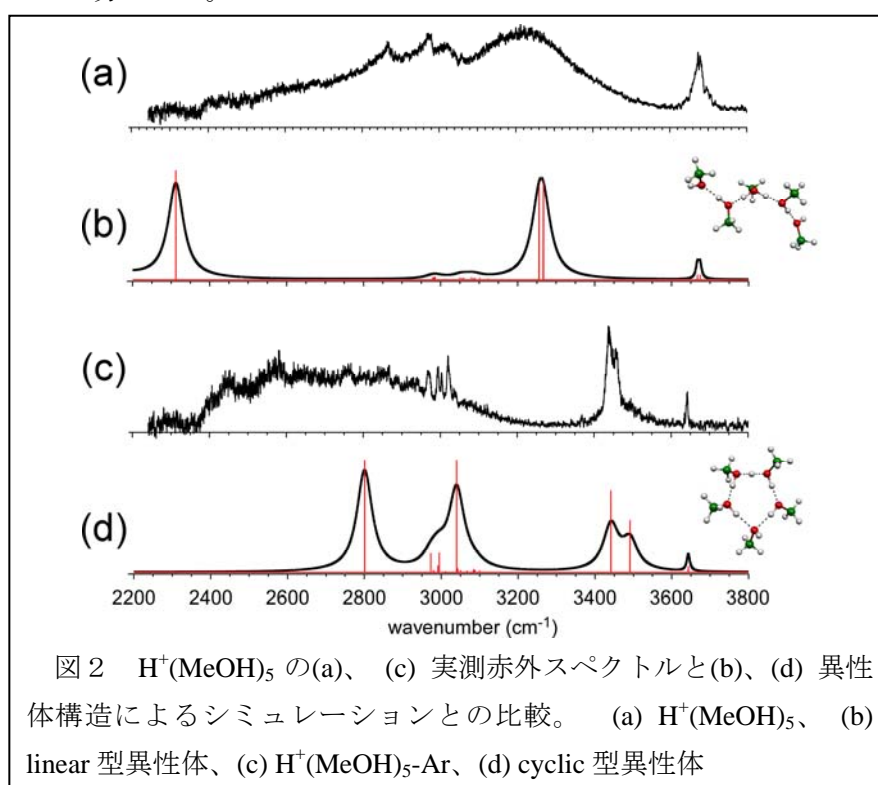 (a)
(b)
(c)
(d)
2200 2400 2600 2800 3000 3200 3400 3600 3800
wavenumber (cm⁻¹)
図２ H⁺(MeOH)₅ の(a)、 (c) 実測赤外スペクトルと(b)、(d) 異性
体構造によるシミュレーションとの比較。 (a) H⁺(MeOH)₅、 (b)
linear 型異性体、(c) H⁺(MeOH)₅-Ar、(d) cyclic 型異性体